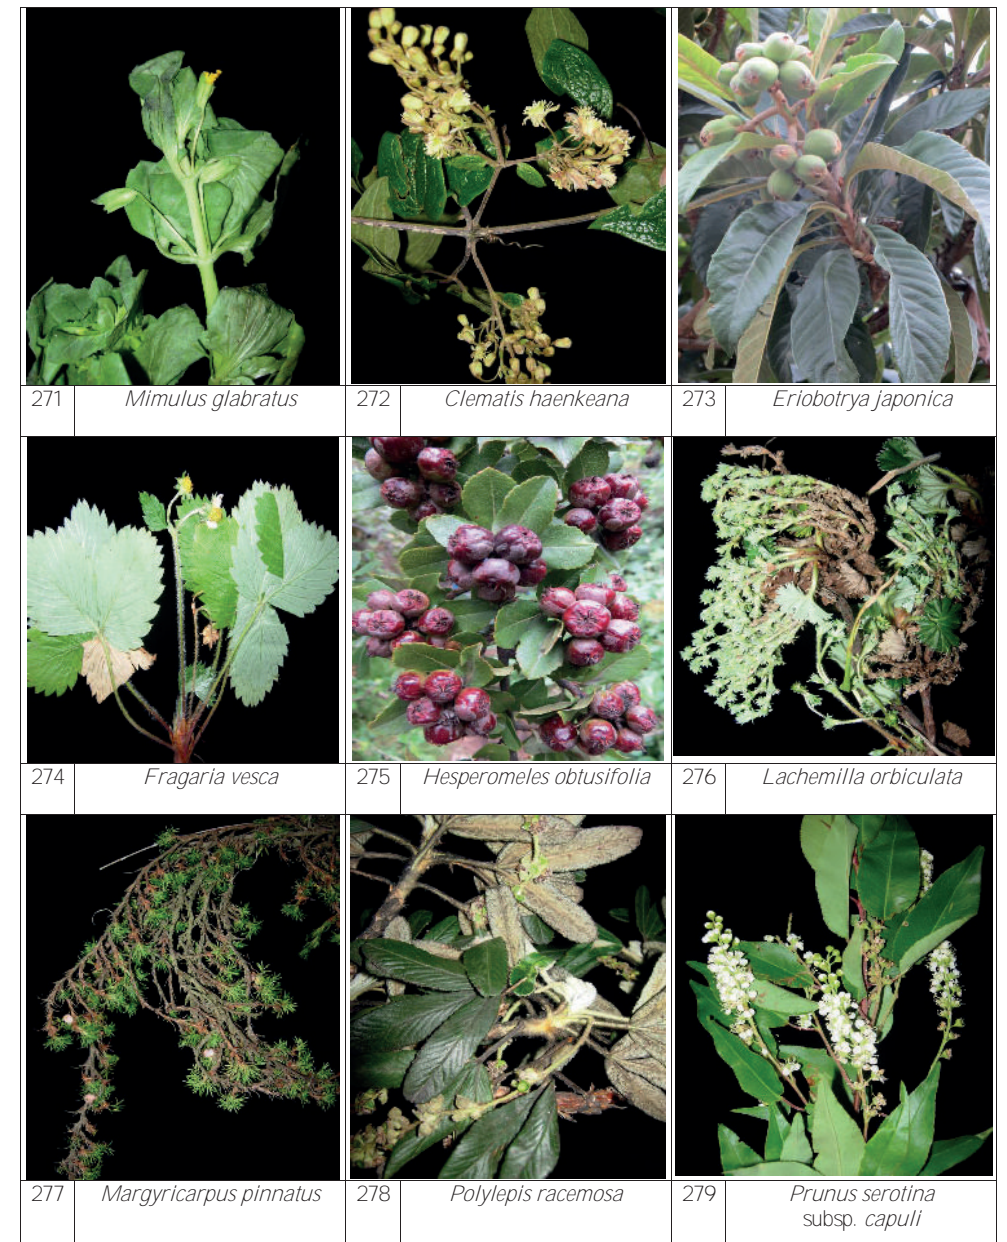 271 Mimulus glabratus 272 Clematis haenkeana 273 Eriobotrya japonica
274 Fragaria vesca 275 Hesperomeles obtusifolia 276 Lachemilla orbiculata
277 Margyricarpus pinnatus 278 Polylepis racemosa 279 Prunus serotina
subsp. capuli